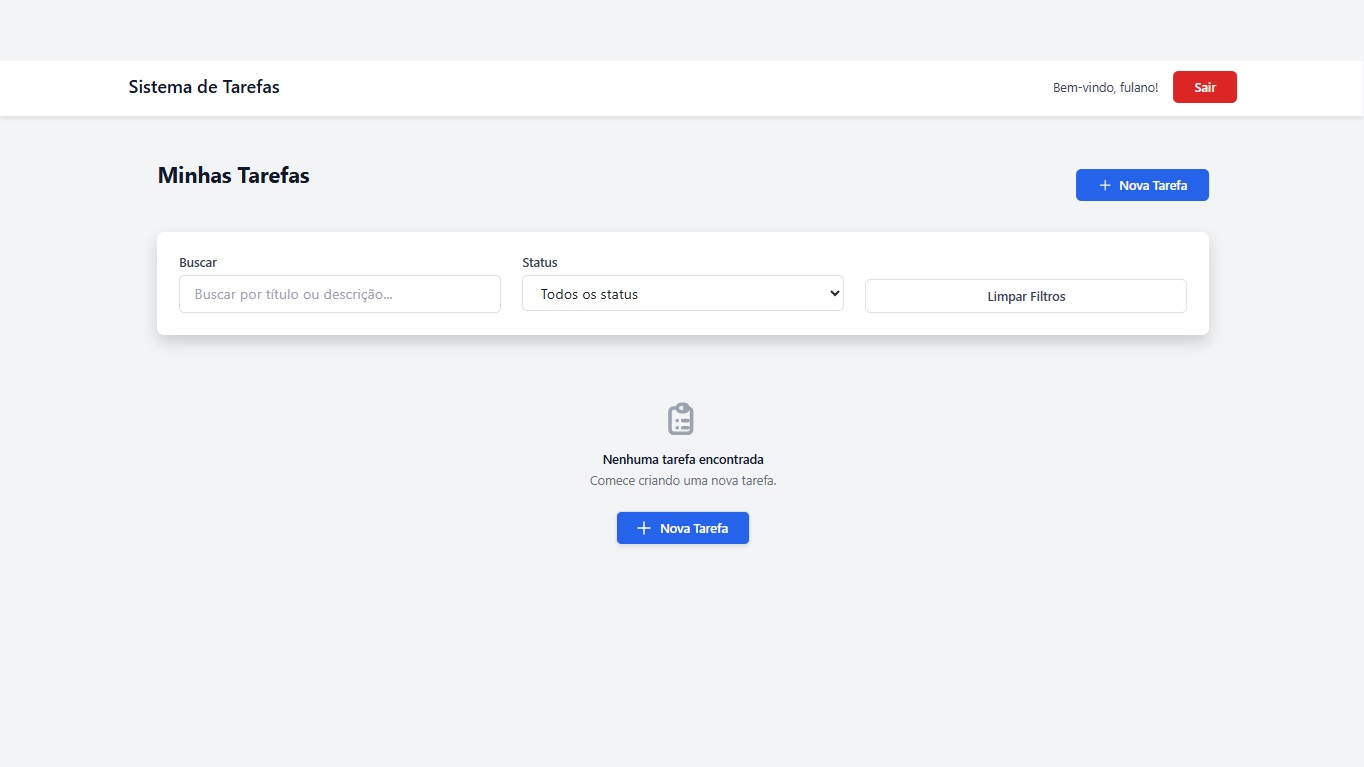 Sistema de Tarefas
Bem-vindo, fulano!
Sair
Minhas Tarefas
Nova Tarefa
Buscar
Status
Buscar por título ou descrição...
Todos os status
Limpar Filtros
Nenhuma tarefa encontrada
Comece criando uma nova tarefa.
Nova Tarefa